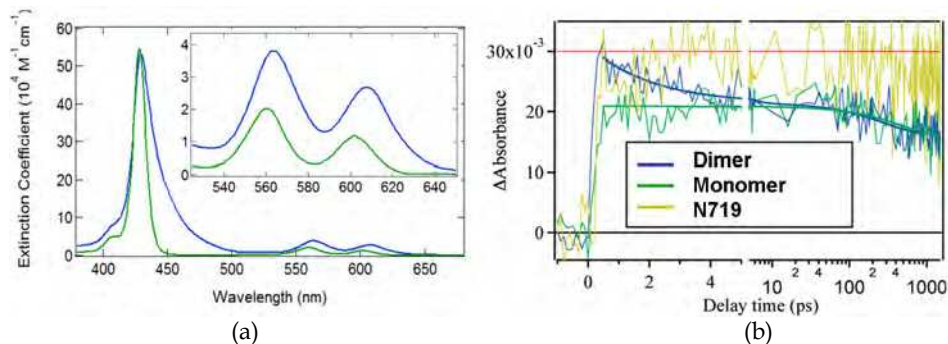 Extinction Coefficient (10⁴ M⁻¹ cm⁻¹)
60
50
40
30
20
10
0
4
3
2
1
0
540 560 580 600 620 640
400 450 500 550 600 650
Wavelength (nm)
(a)
ΔAbsorbance
30x10⁻³
20
10
0
Dimer
Monomer
N719
0 2 4 10 2 4 100 2 4 1000
Delay time (ps)
(b)